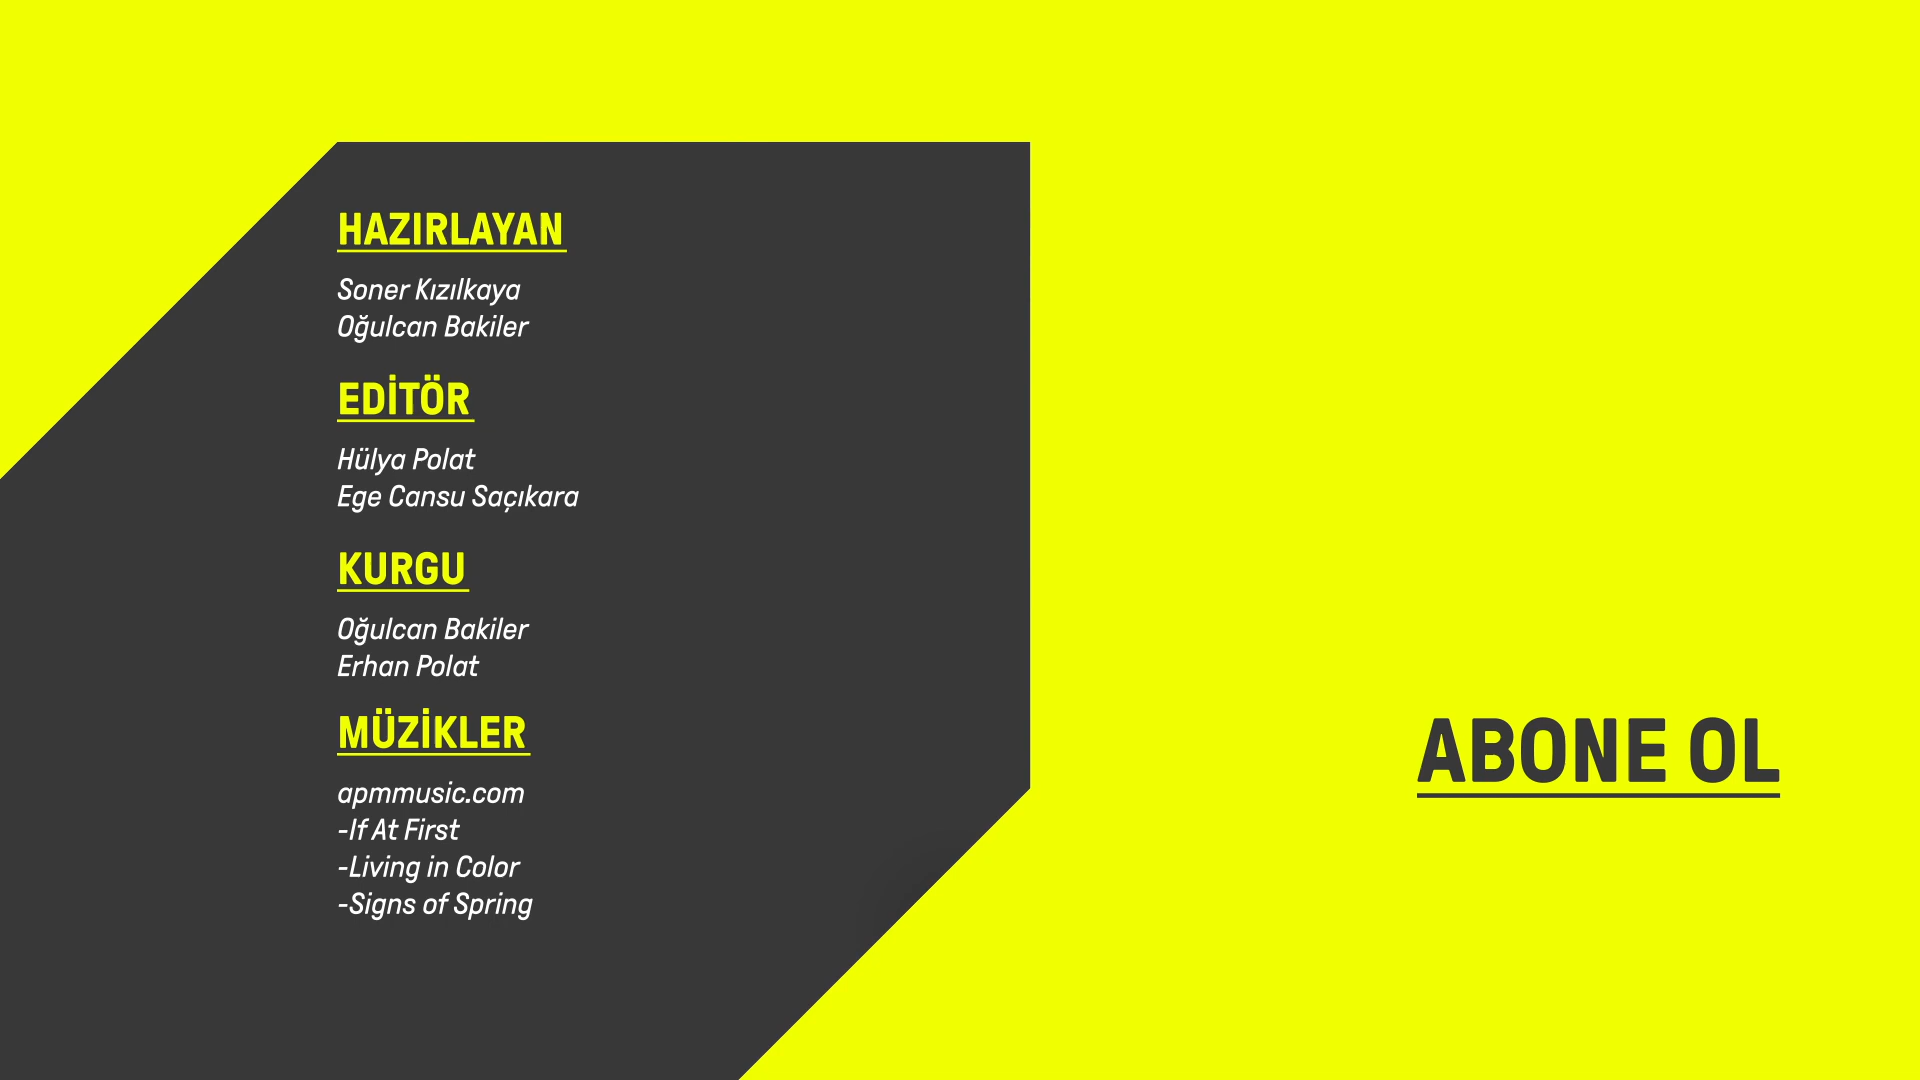 HAZIRLAYAN
Soner Kızılkaya
Oğulcan Bakiler
EDİTÖR
Hülya Polat
Ege Cansu Saçıkara
KURGU
Oğulcan Bakiler
Erhan Polat
MÜZİKLER
apmmusic.com
-If At First
-Living in Color
-Signs of Spring
ABONE OL